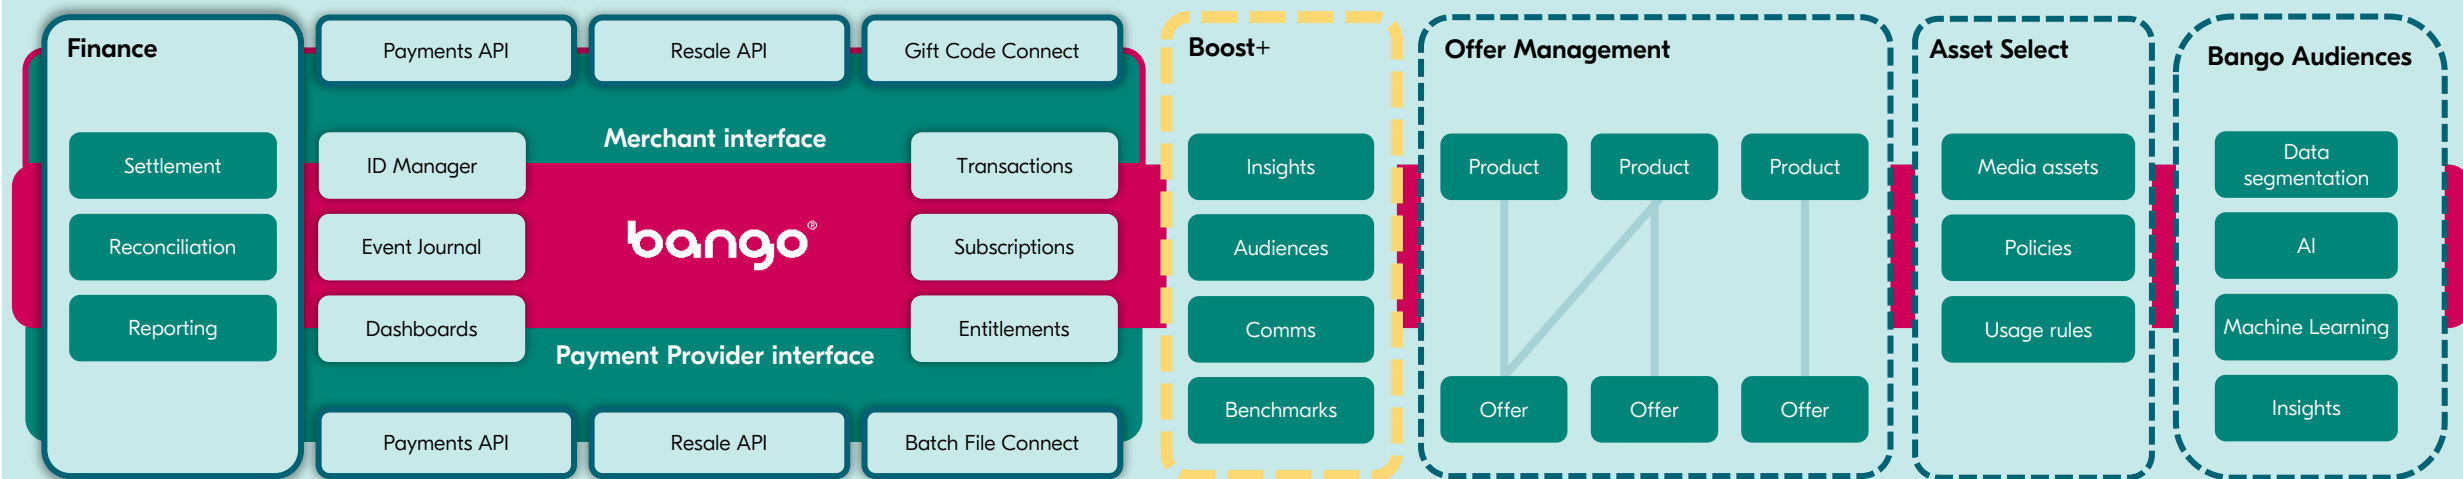 Finance
Settlement
Reconciliation
Reporting
Payments API
Resale API
Gift Code Connect
Merchant interface
ID Manager
Event Journal
Dashboards
bango®
Transactions
Subscriptions
Entitlements
Payment Provider interface
Payments API
Resale API
Batch File Connect
Boost+
Insights
Audiences
Comms
Benchmarks
Offer Management
Product
Product
Product
Offer
Offer
Offer
Asset Select
Media assets
Policies
Usage rules
Bango Audiences
Data
segmentation
AI
Machine Learning
Insights